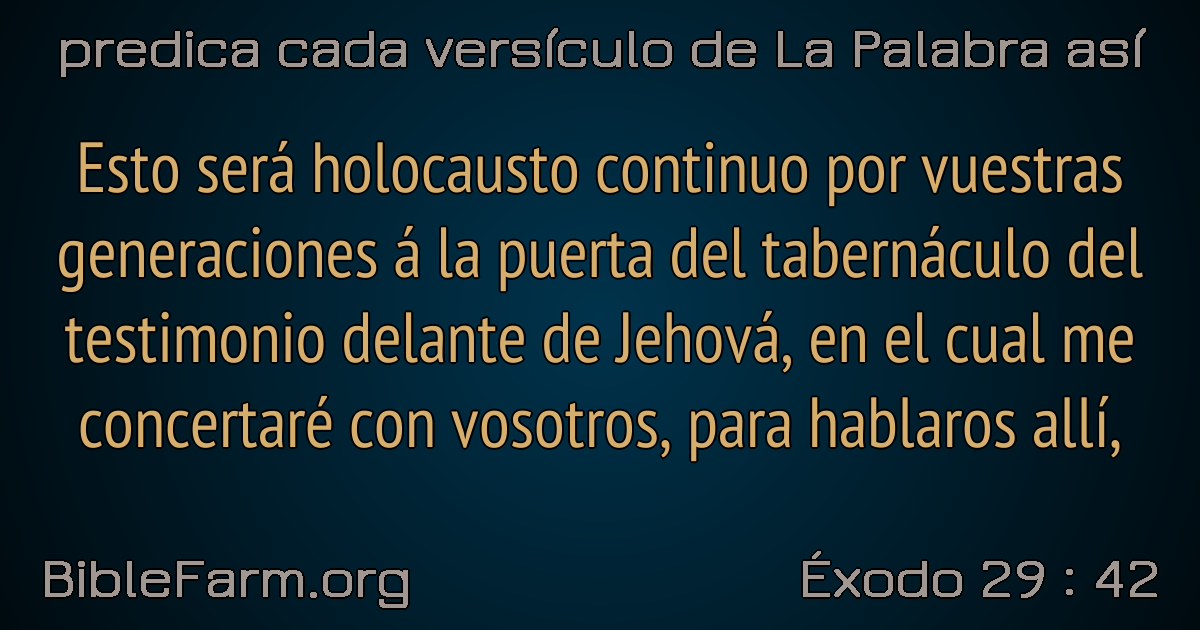 predica cada versículo de La Palabra así
Esto será holocausto continuo por vuestras
generaciones á la puerta del tabernáculo del
testimonio delante de Jehová, en el cual me
concertaré con vosotros, para hablaros allí,
BibleFarm.org
Éxodo 29 : 42